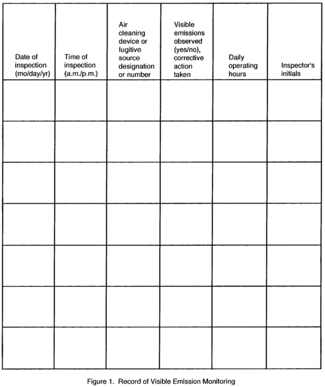 Date of
inspection
(mo/day/yr)
Time of
inspection
(a.m./p.m.)
Air
cleaning
device or
fugitive
source
designation
or number
Visible
emissions
observed
(yes/no),
corrective
action
taken
Daily
operating
hours
Inspector's
initials
Figure 1. Record of Visible Emission Monitoring